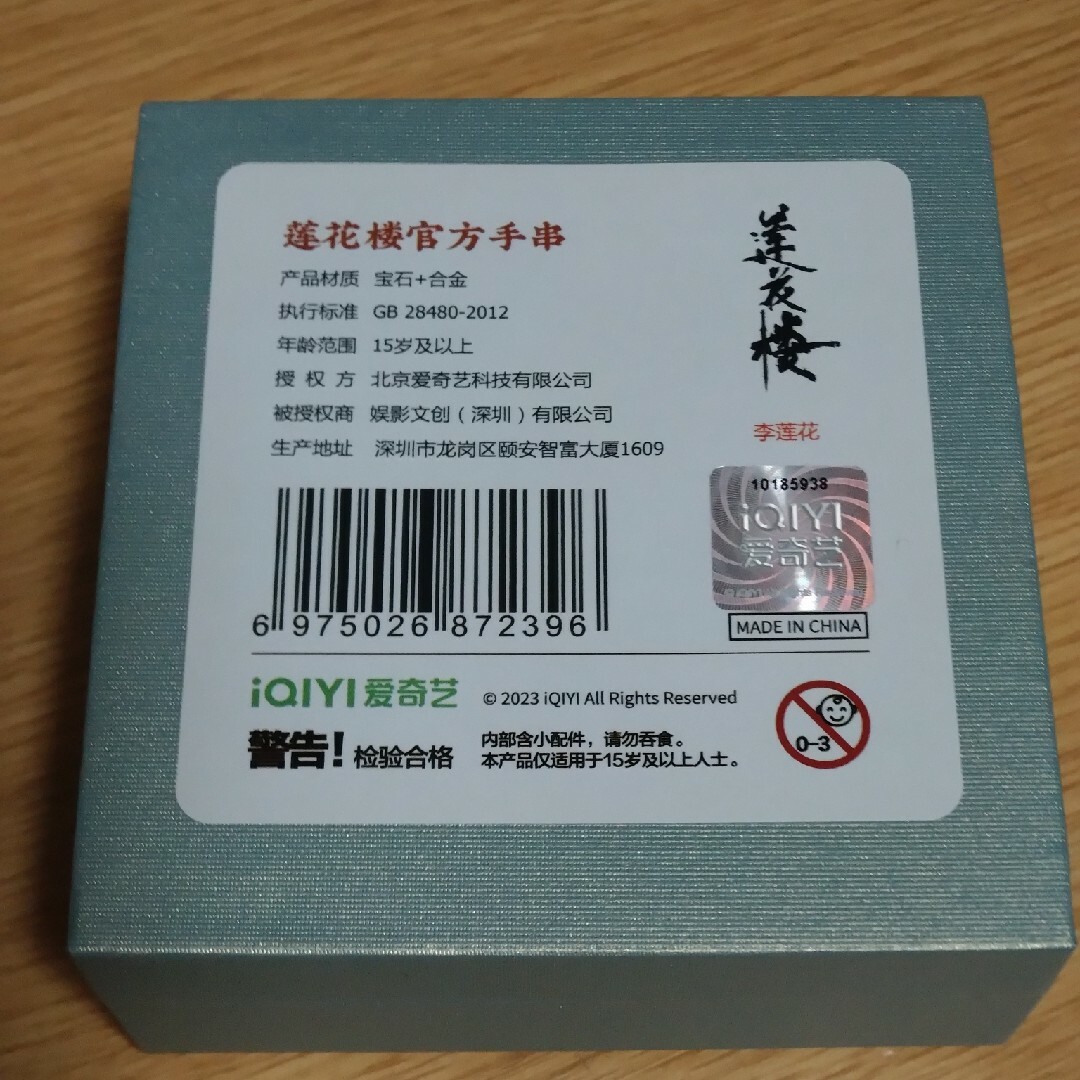 莲花楼官方手串
产品材质 宝石+合金
执行标准 GB 28480-2012
年龄范围 15岁及以上
授权方 北京爱奇艺科技有限公司
被授权商 娱影文创（深圳）有限公司
生产地址 深圳市龙岗区颐安智富大厦1609
6 975026 872396
莲花楼
李莲花
10185938
iQIYI
爱奇艺
MADE IN CHINA
iQIYI 爱奇艺 © 2023 iQIYI All Rights Reserved
警告! 检验合格
内部含小配件，请勿吞食。
本产品仅适用于15岁及以上人士。
0-3